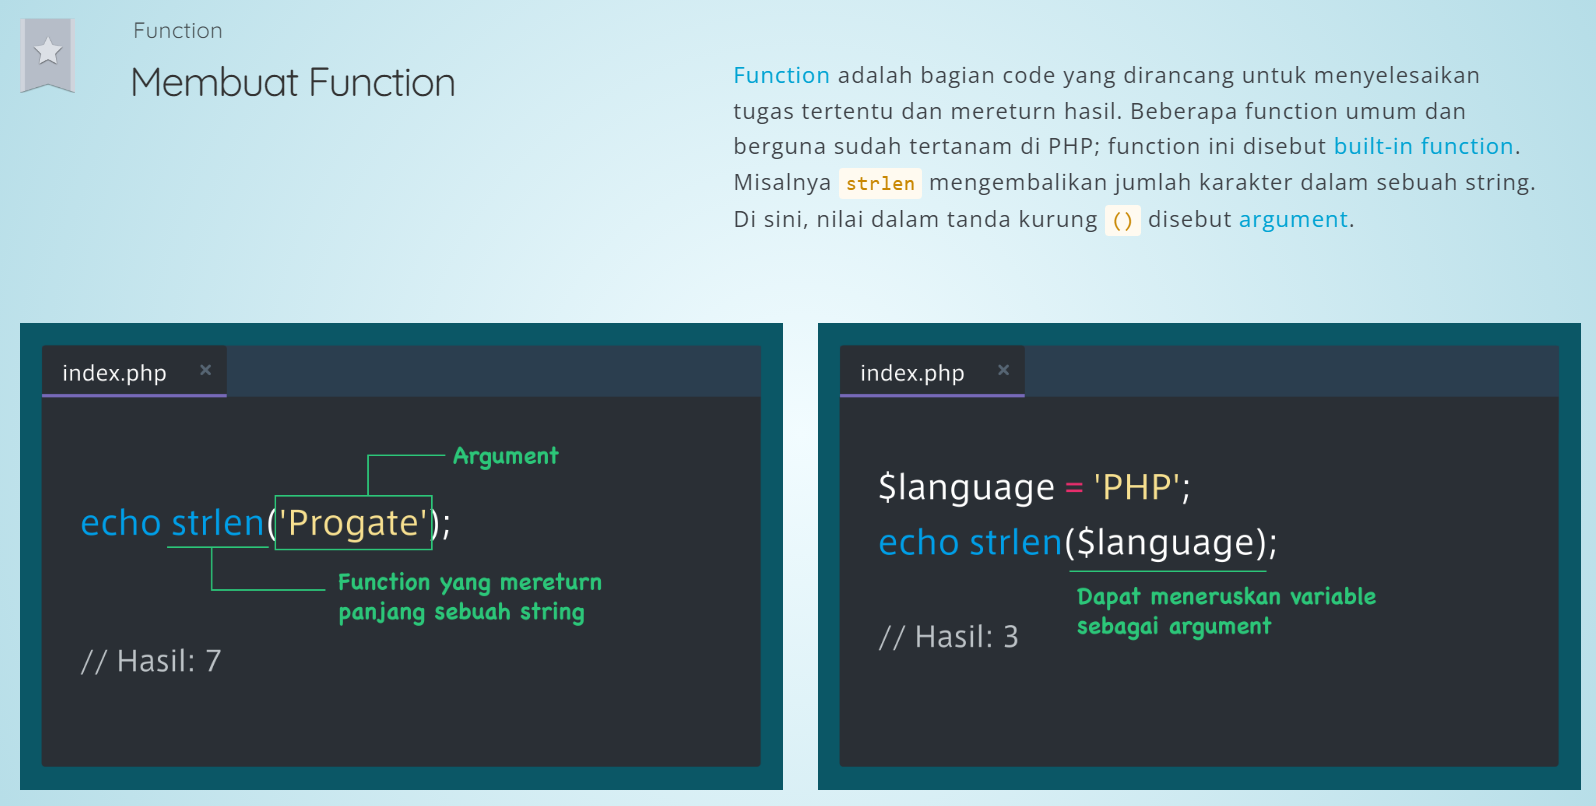 Function
Membuat Function
Function adalah bagian code yang dirancang untuk menyelesaikan
tugas tertentu dan mereturn hasil. Beberapa function umum dan
berguna sudah tertanam di PHP; function ini disebut built-in function.
Misalnya strlen mengembalikan jumlah karakter dalam sebuah string.
Di sini, nilai dalam tanda kurung () disebut argument.
index.php ×
Argument
echo strlen('Progate');
Function yang mereturn
panjang sebuah string
// Hasil: 7
index.php ×
$language = 'PHP';
echo strlen($language);
Dapat meneruskan variable
sebagai argument
// Hasil: 3